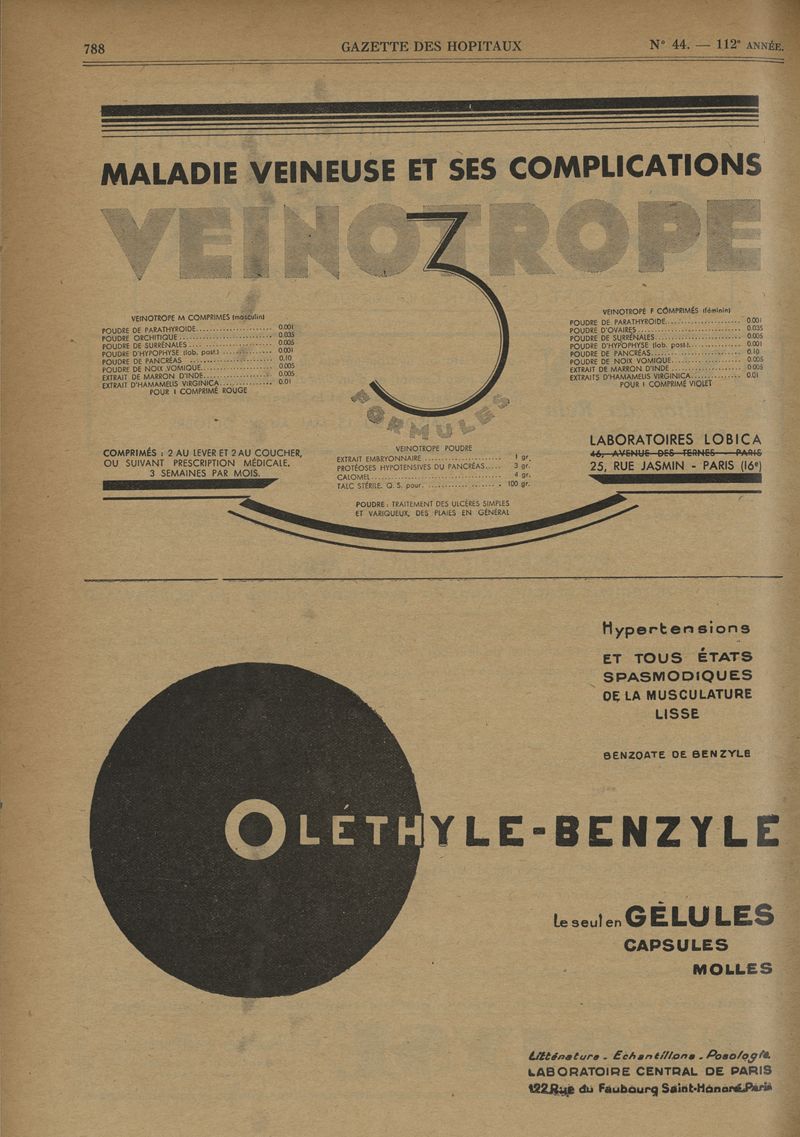 788 GAZETTE DES HOPITAUX N° 44. — 112e ANNÉE.
MALADIE VEINEUSE ET SES COMPLICATIONS
VEINOTROPE
3
FORMULES
VEINOTROPE M COMPRIMES (masculin)
POUDRE DE PARATHYROIDE.................... 0.001
POUDRE ORCHITIQUE.................... 0.035
POUDRE DE SURRÉNALES.................... 0.005
POUDRE D'HYPOPHYSE (lob. post.).................... 0.001
POUDRE DE PANCRÉAS.................... 0.10
POUDRE DE NOIX VOMIQUE.................... 0.005
EXTRAIT DE MARRON D'INDE.................... 0.005
EXTRAIT D'HAMAMELIS VIRGINICA.................... 0.01
POUR 1 COMPRIMÉ ROUGE
VEINOTROPE F COMPRIMÉS (féminin)
POUDRE DE PARATHYROIDE.................... 0.001
POUDRE D'OVAIRES.................... 0.035
POUDRE DE SURRÉNALES.................... 0.005
POUDRE D'HYPOPHYSE (lob. post.).................... 0.001
POUDRE DE PANCRÉAS.................... 0.10
POUDRE DE NOIX VOMIQUE.................... 0.005
EXTRAIT DE MARRON D'INDE.................... 0.005
EXTRAITS D'HAMAMELIS VIRGINICA.................... 0.01
POUR 1 COMPRIMÉ VIOLET
COMPRIMÉS : 2 AU LEVER ET 2 AU COUCHER,
OU SUIVANT PRESCRIPTION MÉDICALE.
3 SEMAINES PAR MOIS.
VEINOTROPE POUDRE
EXTRAIT EMBRYONNAIRE.................... 1 gr.
PROTÉOSES HYPOTENSIVES DU PANCRÉAS..... 3 gr.
CALOMEL.................... 4 gr.
TALC STÉRILE. Q. S. pour.................... 100 gr.
POUDRE : TRAITEMENT DES ULCÈRES SIMPLES
ET VARIQUEUX, DES PLAIES EN GÉNÉRAL
LABORATOIRES LOBICA
46, AVENUE DES TERNES - PARIS
25, RUE JASMIN - PARIS (16e)
Hypertensions
ET TOUS ÉTATS
SPASMODIQUES
DE LA MUSCULATURE
LISSE
BENZOATE DE BENZYLE
OLÉTHYLE-BENZYLE
Le seul en GÉLULES
CAPSULES
MOLLES
Littérature - Echantillons - Posologie.
LABORATOIRE CENTRAL DE PARIS
122 Rue du Faubourg Saint-Honoré Paris